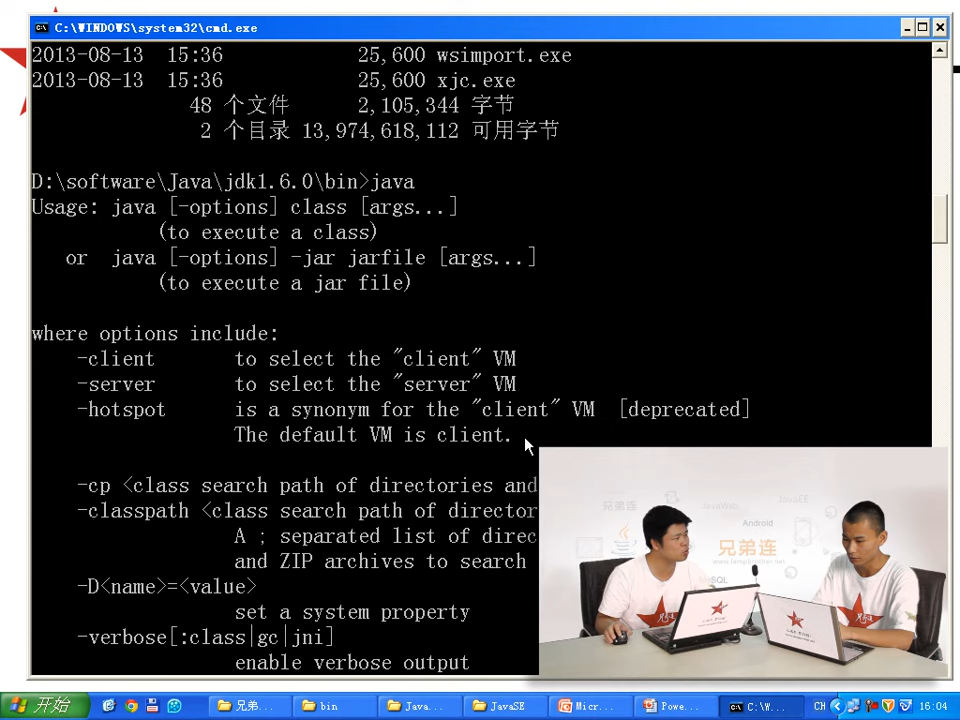 C:\WINDOWS\system32\cmd.exe
2013-08-13 15:36 25,600 wsimport.exe
2013-08-13 15:36 25,600 xjc.exe
48 个文件 2,105,344 字节
2 个目录 13,974,618,112 可用字节
D:\software\Java\jdk1.6.0\bin>java
Usage: java [-options] class [args...]
(to execute a class)
or java [-options] -jar jarfile [args...]
(to execute a jar file)
where options include:
-client to select the "client" VM
-server to select the "server" VM
-hotspot is a synonym for the "client" VM [deprecated]
The default VM is client.
-cp <class search path of directories and
-classpath <class search path of director
A ; separated list of direc
and ZIP archives to search
-D<name>=<value>
set a system property
-verbose[:class|gc|jni]
enable verbose output
兄弟连
JavaWeb
JavaEE
Android
兄弟连
开始
兄弟...
bin
Java...
JavaSE
Micr...
Powe...
C:\W...
CH
16:04